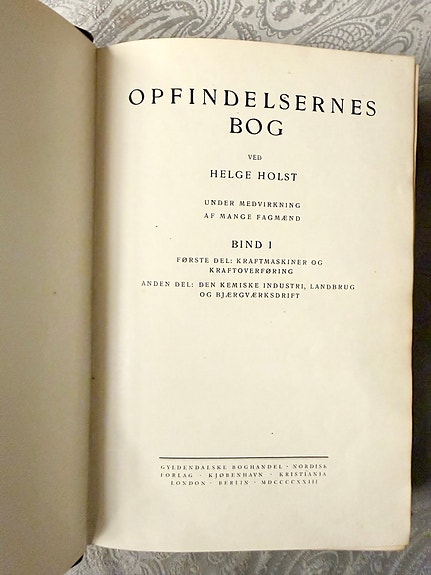 OPFINDELSERNES
BOG
VED
HELGE HOLST
UNDER MEDVIRKNING
AF MANGE FAGMÆND
BIND I
FØRSTE DEL: KRAFTMASKINER OG
KRAFTOVERFØRING
ANDEN DEL: DEN KEMISKE INDUSTRI, LANDBRUG
OG BJÆRGVÆRKSDRIFT
GYLDENDALSKE BOGHANDEL · NORDISK
FORLAG · KJØBENHAVN · KRISTIANIA
LONDON · BERLIN · MDCCCCXXIII